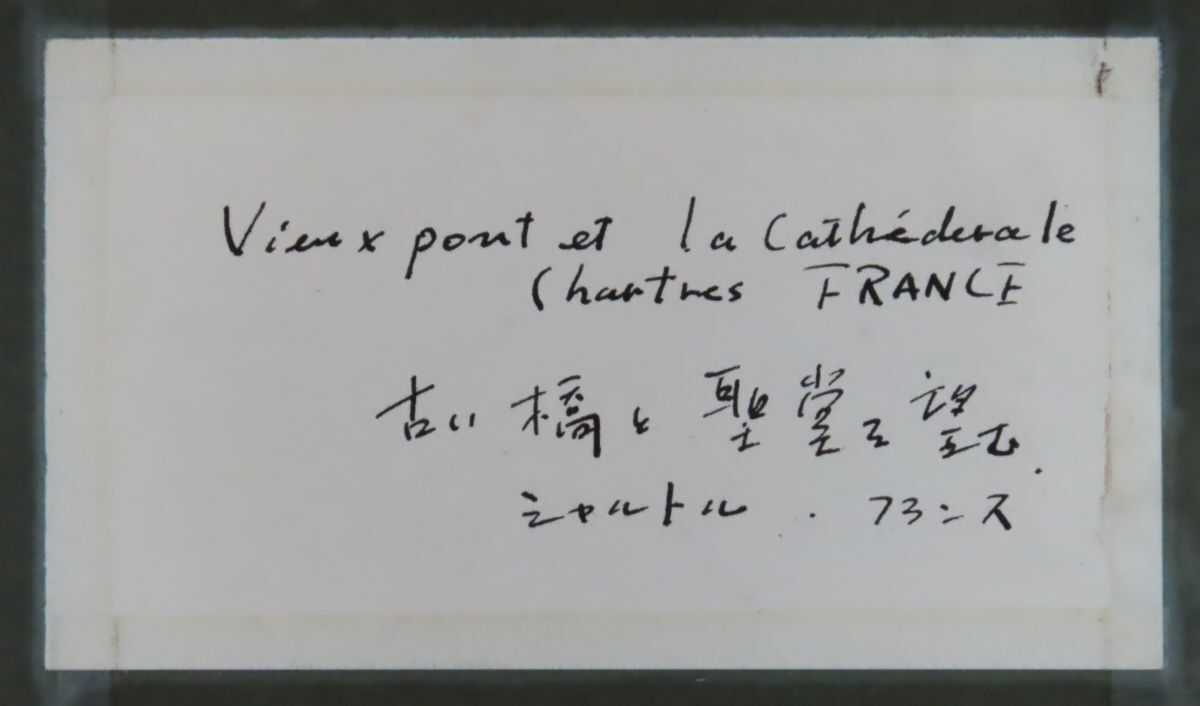 Vieux pont et la Cathéderale
Chartres FRANCE
古い橋と聖堂を望む.
シャルトル . フランス